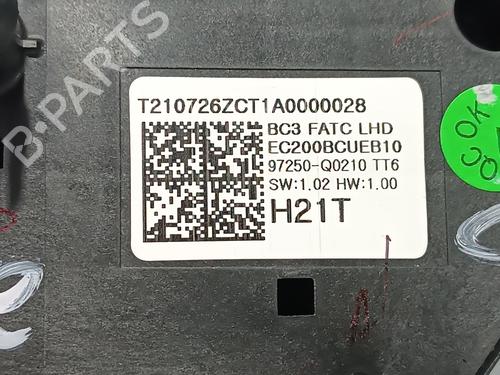 B-PARTS
T210726ZCT1A0000028
BC3 FATC LHD
EC200BCUEB10
97250-Q0210 TT6
SW:1.02 HW:1.00
H21T
QC OK